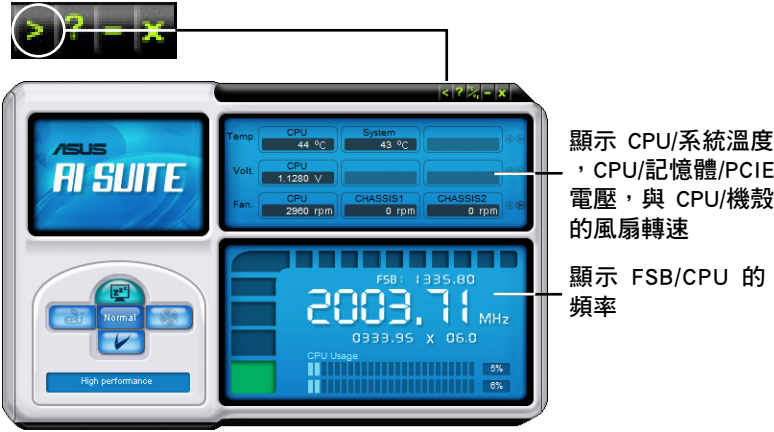 > ? - x
< ? °C/°F - x
ASUS
AI SUITE
Temp. CPU System
44 °C 43 °C
Volt. CPU
1.1280 V
Fan. CPU CHASSIS1 CHASSIS2
2960 rpm 0 rpm 0 rpm
顯示 CPU/系統溫度
，CPU/記憶體/PCIE
電壓，與 CPU/機殼
的風扇轉速
FSB: 1335.80
2003.71 MHz
0333.95 X 06.0
CPU Usage
5%
6%
顯示 FSB/CPU 的
頻率
zzz
Normal
High performance